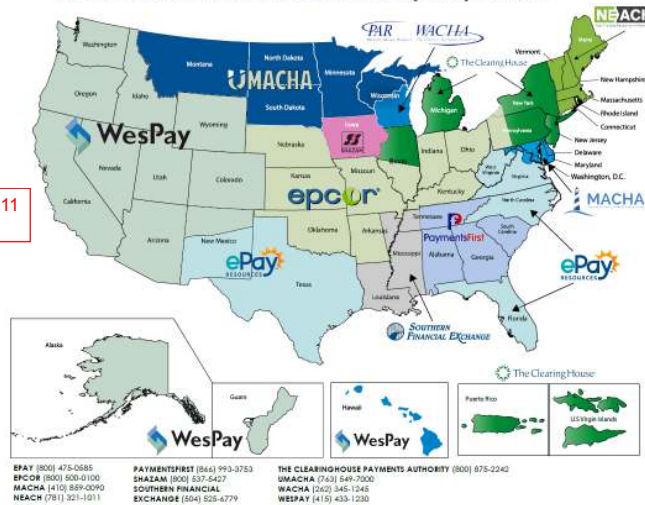 NEACH
PAR WACHA
The Clearing House
Washington
Montana
North Dakota
Minnesota
UMACHA
Oregon
Idaho
South Dakota
Wisconsin
Michigan
Vermont
Maine
New Hampshire
Massachusetts
Rhode Island
Connecticut
New York
Pennsylvania
New Jersey
Delaware
Maryland
Washington, D.C.
MACHA
WesPay
Wyoming
Iowa
SHAZAM
Nebraska
Illinois
Indiana
Ohio
Nevada
Utah
Colorado
Kansas
Missouri
West Virginia
Virginia
epcor
Kentucky
North Carolina
11
California
Arizona
New Mexico
Oklahoma
Arkansas
Tennessee
PaymentsFirst
South Carolina
ePay
RESOURCES
Texas
Mississippi
Alabama
Georgia
ePay
RESOURCES
Louisiana
Florida
SOUTHERN
FINANCIAL EXCHANGE
The Clearing House
Alaska
Guam
WesPay
Hawaii
WesPay
Puerto Rico
U.S Virgin Islands
EPAY (800) 475-0585
EPCOR (800) 500-0100
MACHA (410) 859-0090
NEACH (781) 321-1011
PAYMENTSFIRST (866) 993-3753
SHAZAM (800) 537-5427
SOUTHERN FINANCIAL
EXCHANGE (504) 525-6779
THE CLEARINGHOUSE PAYMENTS AUTHORITY (800) 875-2242
UMACHA (763) 549-7000
WACHA (262) 345-1245
WESPAY (415) 433-1230